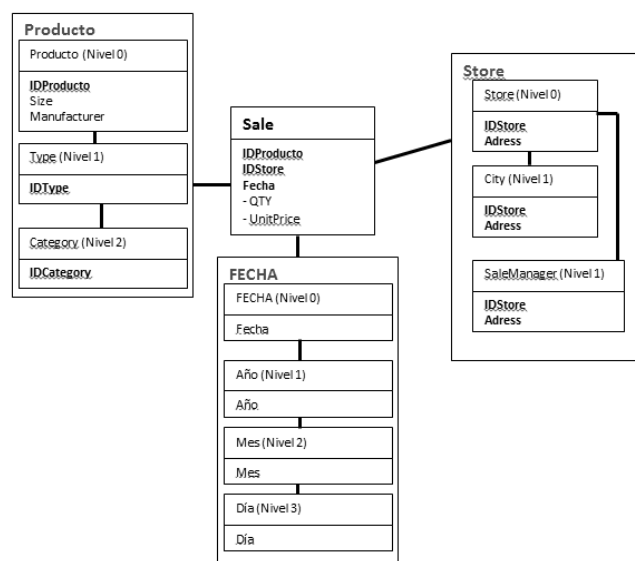 Producto
Producto (Nivel 0)
IDProducto
Size
Manufacturer
Type (Nivel 1)
IDType
Category (Nivel 2)
IDCategory
Sale
IDProducto
IDStore
Fecha
- QTY
- UnitPrice
Store
Store (Nivel 0)
IDStore
Adress
City (Nivel 1)
IDStore
Adress
SaleManager (Nivel 1)
IDStore
Adress
FECHA
FECHA (Nivel 0)
Fecha
Año (Nivel 1)
Año
Mes (Nivel 2)
Mes
Día (Nivel 3)
Día